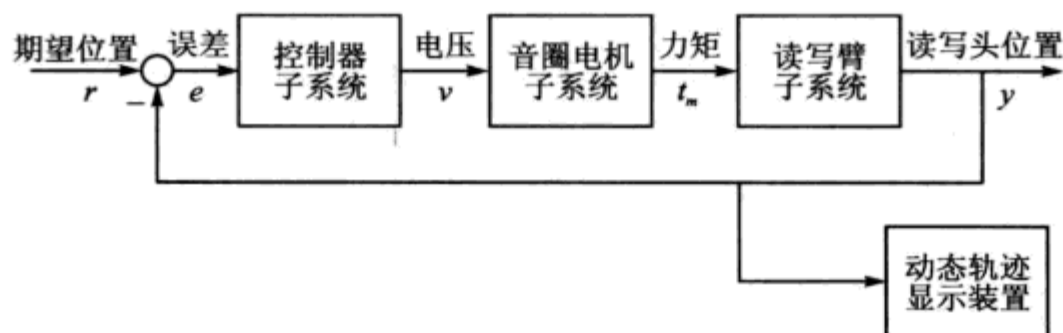 期望位置
r
−
误差
e
控制器
子系统
电压
v
音圈电机
子系统
力矩
tₘ
读写臂
子系统
读写头位置
y
动态轨迹
显示装置